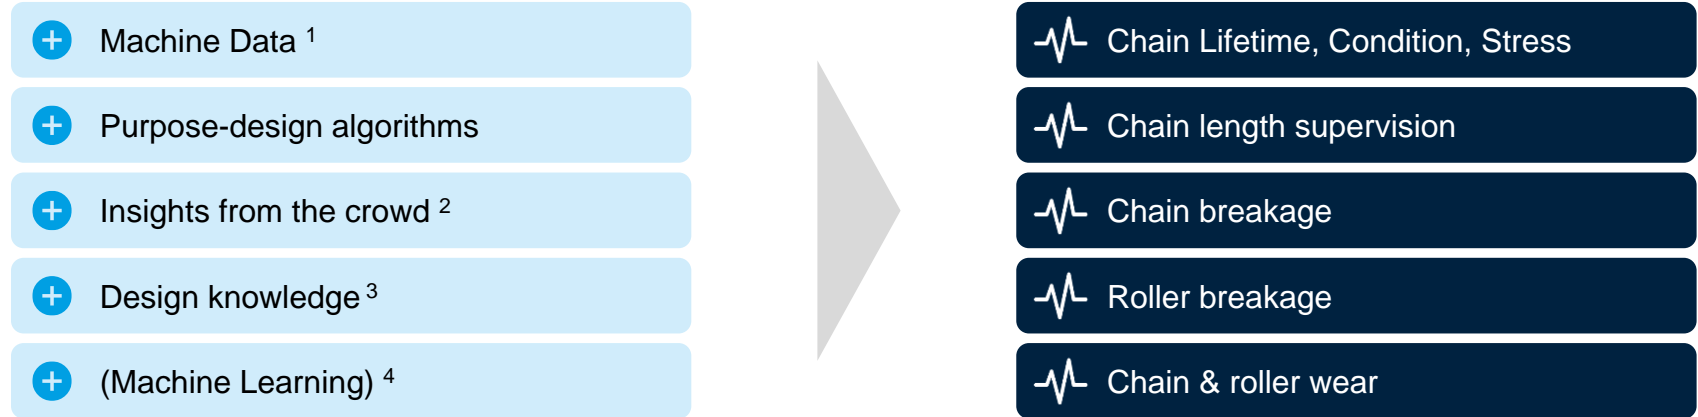 Machine Data ¹
Purpose-design algorithms
Insights from the crowd ²
Design knowledge ³
(Machine Learning) ⁴
Chain Lifetime, Condition, Stress
Chain length supervision
Chain breakage
Roller breakage
Chain & roller wear